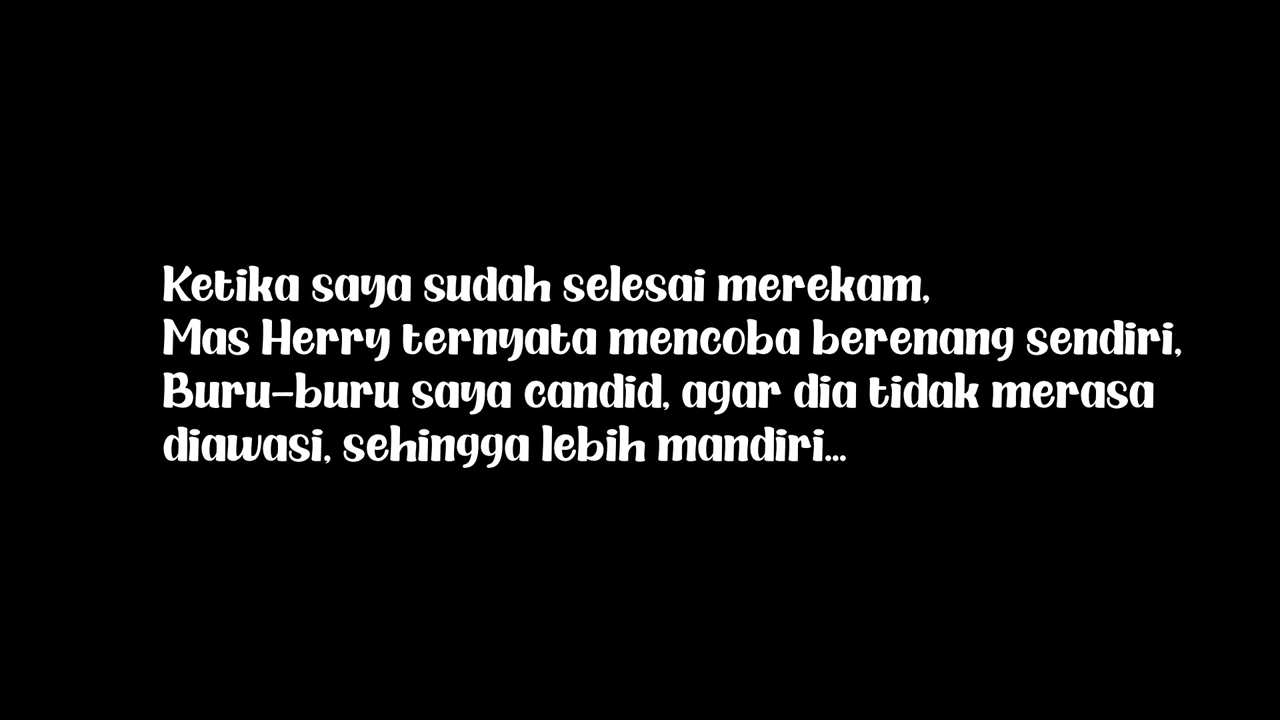 Ketika saya sudah selesai merekam,
Mas Herry ternyata mencoba berenang sendiri,
Buru-buru saya candid, agar dia tidak merasa
diawasi, sehingga lebih mandiri...